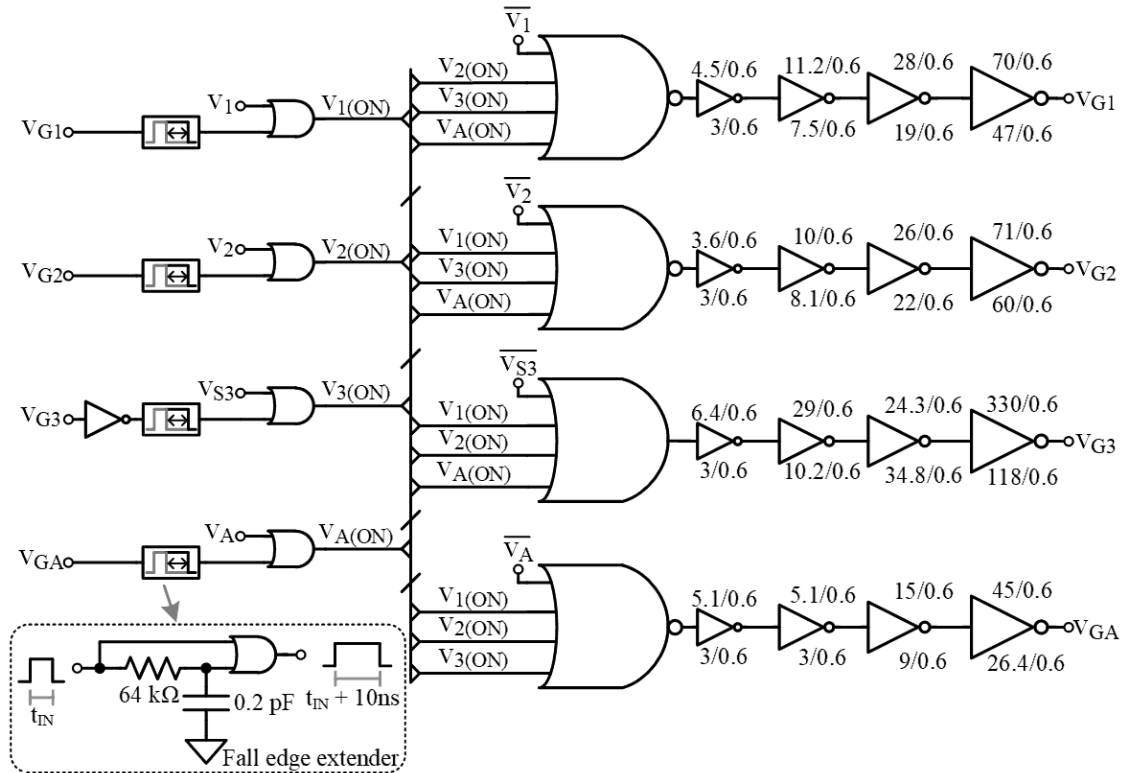 V̅1̅
V2(ON)
V3(ON)
VA(ON)
4.5/0.6
3/0.6
11.2/0.6
7.5/0.6
28/0.6
19/0.6
70/0.6
47/0.6
VG1
VG1
V1
V1(ON)
V̅2̅
V1(ON)
V3(ON)
VA(ON)
3.6/0.6
3/0.6
10/0.6
8.1/0.6
26/0.6
22/0.6
71/0.6
60/0.6
VG2
VG2
V2
V2(ON)
V̅S̅3̅
V1(ON)
V2(ON)
VA(ON)
6.4/0.6
3/0.6
29/0.6
10.2/0.6
24.3/0.6
34.8/0.6
330/0.6
118/0.6
VG3
VG3
VS3
V3(ON)
V̅A̅
V1(ON)
V2(ON)
V3(ON)
5.1/0.6
3/0.6
5.1/0.6
3/0.6
15/0.6
9/0.6
45/0.6
26.4/0.6
VGA
VGA
VA
VA(ON)
tIN
64 kΩ
0.2 pF
tIN + 10ns
Fall edge extender